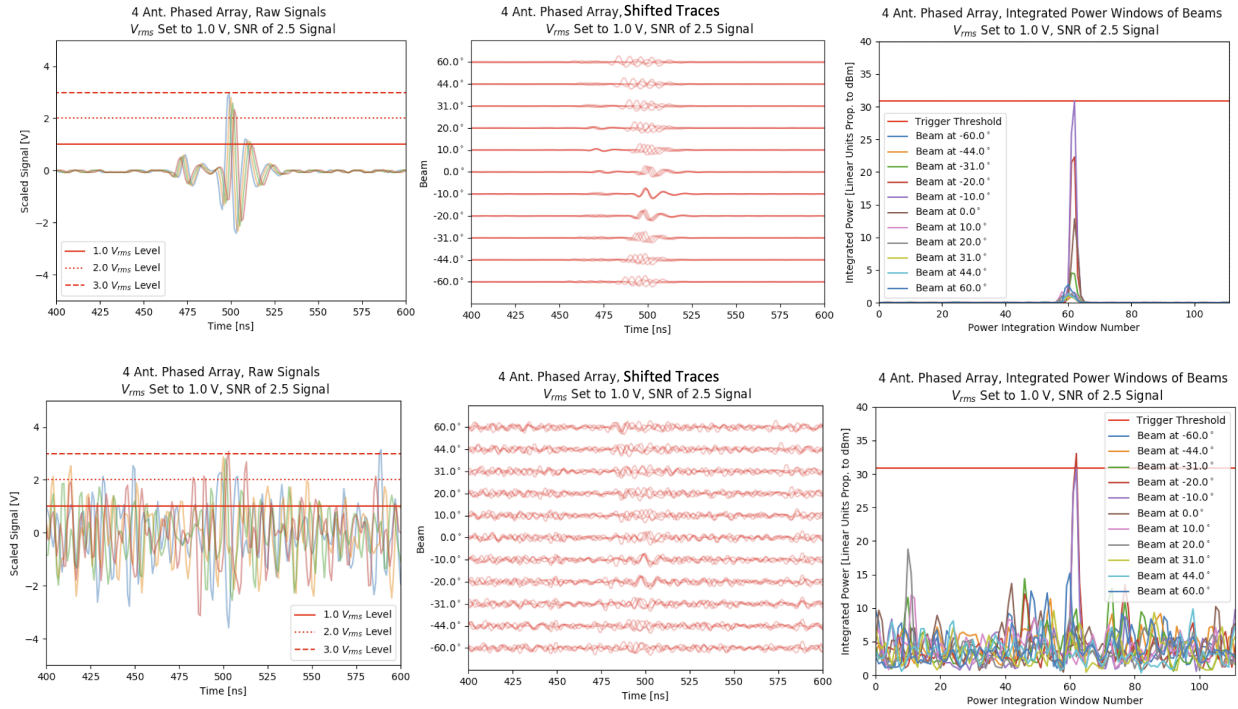 4 Ant. Phased Array, Raw Signals
V_rms Set to 1.0 V, SNR of 2.5 Signal
Scaled Signal [V]
4
2
0
−2
−4
1.0 V_rms Level
2.0 V_rms Level
3.0 V_rms Level
400 425 450 475 500 525 550 575 600
Time [ns]
4 Ant. Phased Array, Shifted Traces
V_rms Set to 1.0 V, SNR of 2.5 Signal
Beam
60.0°
44.0°
31.0°
20.0°
10.0°
0.0°
-10.0°
-20.0°
-31.0°
-44.0°
-60.0°
400 425 450 475 500 525 550 575 600
Time [ns]
4 Ant. Phased Array, Integrated Power Windows of Beams
V_rms Set to 1.0 V, SNR of 2.5 Signal
Integrated Power [Linear Units Prop. to dBm]
40
35
30
25
20
15
10
5
0
Trigger Threshold
Beam at -60.0°
Beam at -44.0°
Beam at -31.0°
Beam at -20.0°
Beam at -10.0°
Beam at 0.0°
Beam at 10.0°
Beam at 20.0°
Beam at 31.0°
Beam at 44.0°
Beam at 60.0°
0 20 40 60 80 100
Power Integration Window Number
4 Ant. Phased Array, Raw Signals
V_rms Set to 1.0 V, SNR of 2.5 Signal
Scaled Signal [V]
4
2
0
−2
−4
1.0 V_rms Level
2.0 V_rms Level
3.0 V_rms Level
400 425 450 475 500 525 550 575 600
Time [ns]
4 Ant. Phased Array, Shifted Traces
V_rms Set to 1.0 V, SNR of 2.5 Signal
Beam
60.0°
44.0°
31.0°
20.0°
10.0°
0.0°
-10.0°
-20.0°
-31.0°
-44.0°
-60.0°
400 425 450 475 500 525 550 575 600
Time [ns]
4 Ant. Phased Array, Integrated Power Windows of Beams
V_rms Set to 1.0 V, SNR of 2.5 Signal
Integrated Power [Linear Units Prop. to dBm]
40
35
30
25
20
15
10
5
0
Trigger Threshold
Beam at -60.0°
Beam at -44.0°
Beam at -31.0°
Beam at -20.0°
Beam at -10.0°
Beam at 0.0°
Beam at 10.0°
Beam at 20.0°
Beam at 31.0
Beam at 44.0°
Beam at 60.0°
0 20 40 60 80 100
Power Integration Window Number